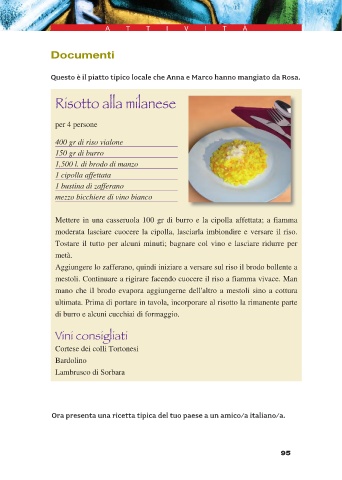 ATTIVITÀ
Documenti
Questo è il piatto tipico locale che Anna e Marco hanno mangiato da Rosa.
Risotto alla milanese
per 4 persone
400 gr di riso vialone
150 gr di burro
1,500 l. di brodo di manzo
1 cipolla affettata
1 bustina di zafferano
mezzo bicchiere di vino bianco
Mettere in una casseruola 100 gr di burro e la cipolla affettata; a fiamma
moderata lasciare cuocere la cipolla, lasciarla imbiondire e versare il riso.
Tostare il tutto per alcuni minuti; bagnare col vino e lasciare ridurre per
metà.
Aggiungere lo zafferano, quindi iniziare a versare sul riso il brodo bollente a
mestoli. Continuare a rigirare facendo cuocere il riso a fiamma vivace. Man
mano che il brodo evapora aggiungerne dell'altro a mestoli sino a cottura
ultimata. Prima di portare in tavola, incorporare al risotto la rimanente parte
di burro e alcuni cucchiai di formaggio.
Vini consigliati
Cortese dei colli Tortonesi
Bardolino
Lambrusco di Sorbara
Ora presenta una ricetta tipica del tuo paese a un amico/a italiano/a.
95